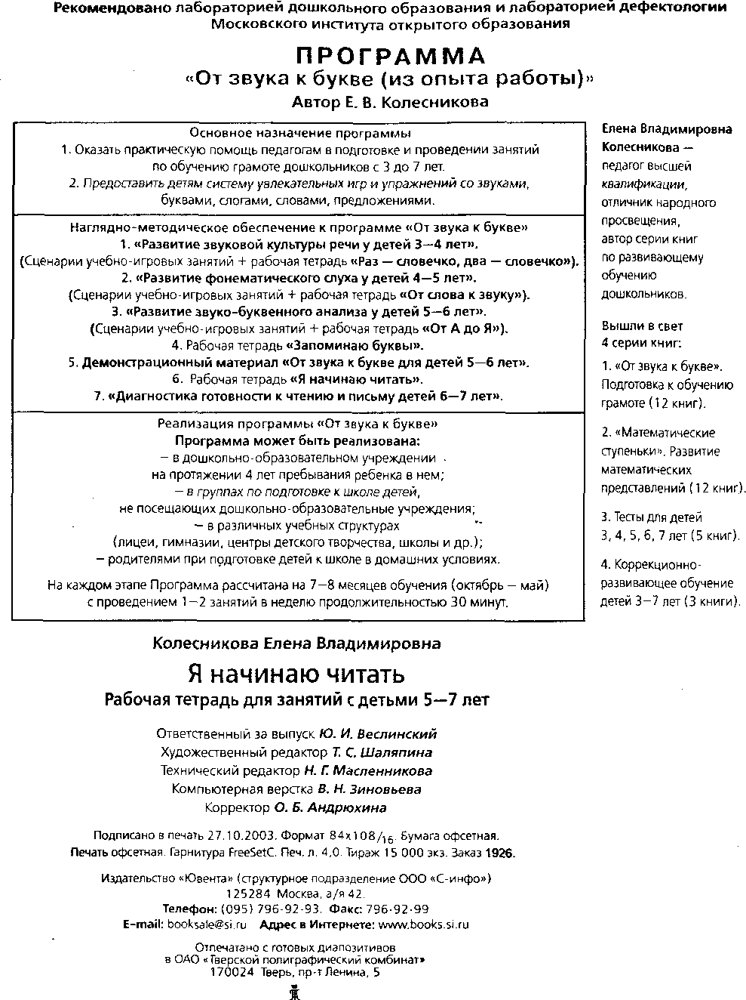 Рекомендовано лабораторией дошкольного образования и лабораторией дефектологии
Московского института открытого образования
ПРОГРАММА
«От звука к букве (из опыта работы)»
Автор Е. В. Колесникова
Основное назначение программы
1. Оказать практическую помощь педагогам в подготовке и проведении занятий
по обучению грамоте дошкольников с 3 до 7 лет.
2. Предоставить детям систему увлекательных игр и упражнений со звуками,
буквами, слогами, словами, предложениями.
Наглядно-методическое обеспечение к программе «От звука к букве»
1. «Развитие звуковой культуры речи у детей 3—4 лет».
(Сценарии учебно-игровых занятий + рабочая тетрадь «Раз — словечко, два — словечко»).
2. «Развитие фонематического слуха у детей 4—5 лет».
(Сценарии учебно-игровых занятий + рабочая тетрадь «От слова к звуку»).
3. «Развитие звуко-буквенного анализа у детей 5—6 лет».
(Сценарии учебно-игровых занятий + рабочая тетрадь «От А до Я»).
4. Рабочая тетрадь «Запоминаю буквы».
5. Демонстрационный материал «От звука к букве для детей 5—6 лет».
6. Рабочая тетрадь «Я начинаю читать».
7. «Диагностика готовности к чтению и письму детей 6—7 лет».
Реализация программы «От звука к букве»
Программа может быть реализована:
— в дошкольно-образовательном учреждении
на протяжении 4 лет пребывания ребенка в нем;
— в группах по подготовке к школе детей,
не посещающих дошкольно-образовательные учреждения;
— в различных учебных структурах
(лицеи, гимназии, центры детского творчества, школы и др.);
— родителями при подготовке детей к школе в домашних условиях.
На каждом этапе Программа рассчитана на 7—8 месяцев обучения (октябрь — май)
с проведением 1—2 занятий в неделю продолжительностью 30 минут.
Елена Владимировна
Колесникова —
педагог высшей
квалификации,
отличник народного
просвещения,
автор серии книг
по развивающему
обучению
дошкольников.
Вышли в свет
4 серии книг:
1. «От звука к букве».
Подготовка к обучению
грамоте (12 книг).
2. «Математические
ступеньки». Развитие
математических
представлений (12 книг).
3. Тесты для детей
3, 4, 5, 6, 7 лет (5 книг).
4. Коррекционно-
развивающее обучение
детей 3—7 лет (3 книги).
Колесникова Елена Владимировна
Я начинаю читать
Рабочая тетрадь для занятий с детьми 5—7 лет
Ответственный за выпуск Ю. И. Веслинский
Художественный редактор Т. С. Шаляпина
Технический редактор Н. Г. Масленникова
Компьютерная верстка В. Н. Зиновьева
Корректор О. Б. Андрюхина
Подписано в печать 27.10.2003. Формат 84х108/16. Бумага офсетная.
Печать офсетная. Гарнитура FreeSetC. Печ. л. 4,0. Тираж 15 000 экз. Заказ 1926.
Издательство «Ювента» (структурное подразделение ООО «С-инфо»)
125284 Москва, а/я 42.
Телефон: (095) 796-92-93. Факс: 796-92-99
E-mail: booksale@si.ru Адрес в Интернете: www.books.si.ru
Отпечатано с готовых диапозитивов
в ОАО «Тверской полиграфический комбинат»
170024 Тверь, пр-т Ленина, 5